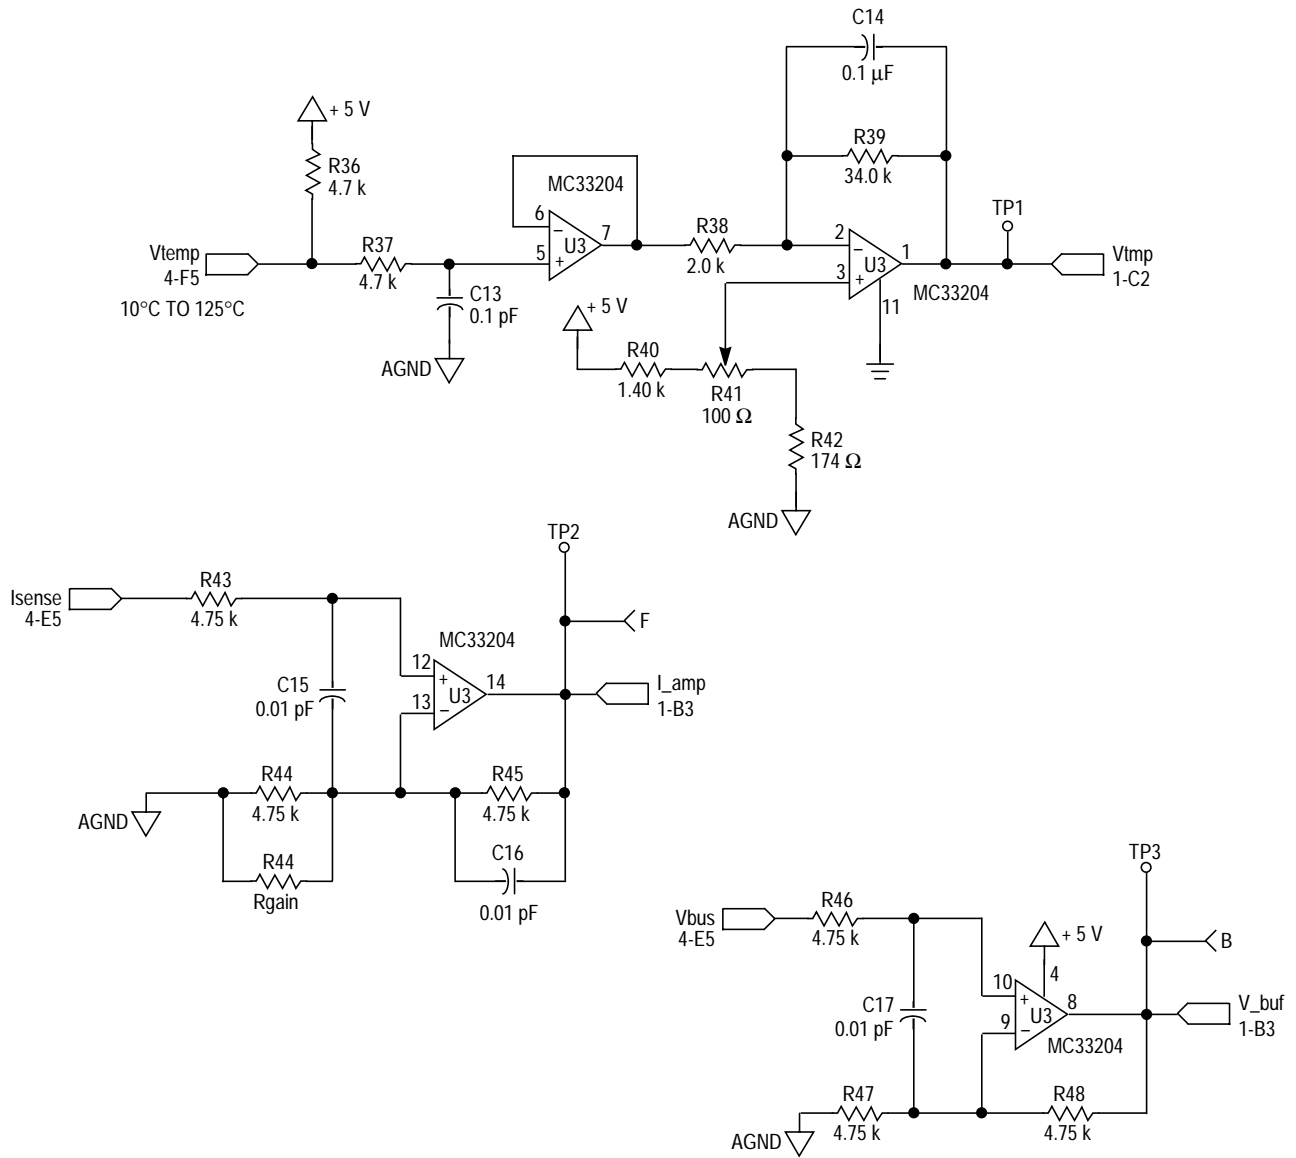 C14
0.1 µF
+ 5 V
R36
4.7 k
R39
34.0 k
MC33204
TP1
6
−
U3
7
5
+
R38
2.0 k
2
−
U3
1
3
+
MC33204
11
Vtemp
4-F5
R37
4.7 k
Vtmp
1-C2
10°C TO 125°C
C13
0.1 pF
AGND
+ 5 V
R40
1.40 k
R41
100 Ω
R42
174 Ω
AGND
TP2
Isense
4-E5
R43
4.75 k
F
MC33204
12
+
U3
14
13
−
I_amp
1-B3
C15
0.01 pF
R44
4.75 k
R45
4.75 k
AGND
R44
Rgain
C16
0.01 pF
TP3
Vbus
4-E5
R46
4.75 k
+ 5 V
4
B
10
+
U3
8
9
−
MC33204
V_buf
1-B3
C17
0.01 pF
R47
4.75 k
R48
4.75 k
AGND